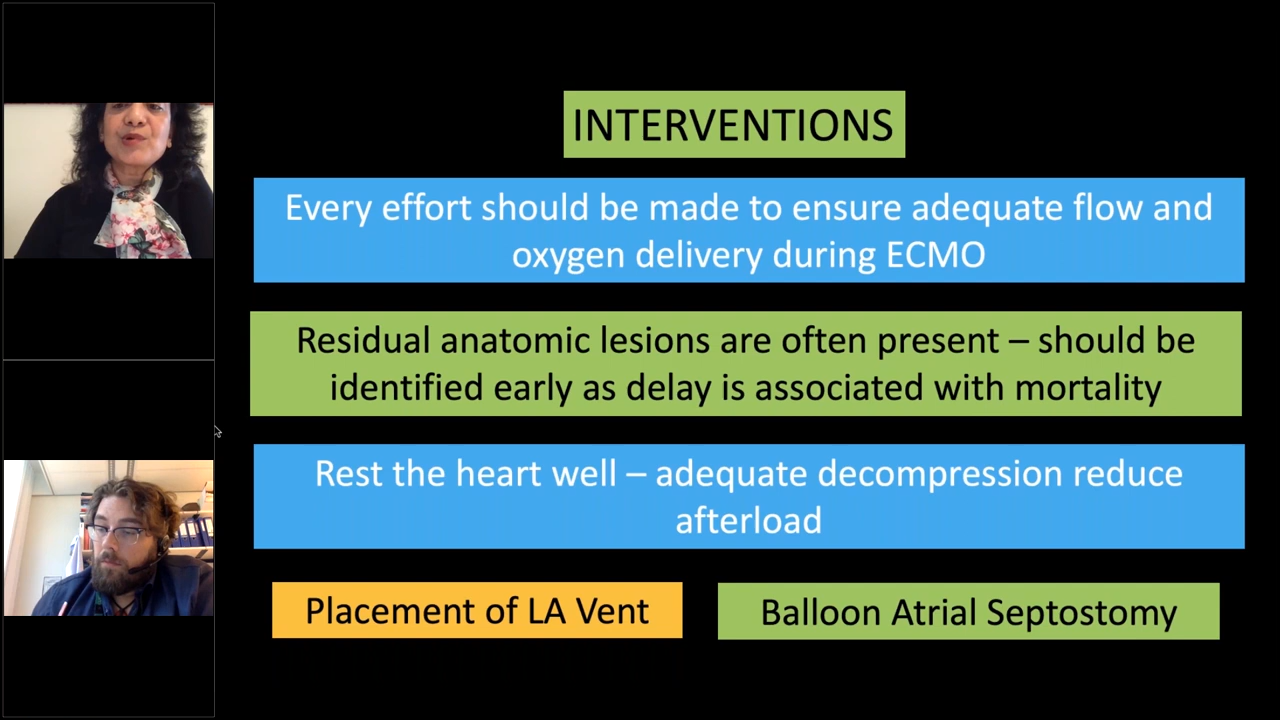 INTERVENTIONS
Every effort should be made to ensure adequate flow and
oxygen delivery during ECMO
Residual anatomic lesions are often present – should be
identified early as delay is associated with mortality
Rest the heart well – adequate decompression reduce
afterload
Placement of LA Vent
Balloon Atrial Septostomy